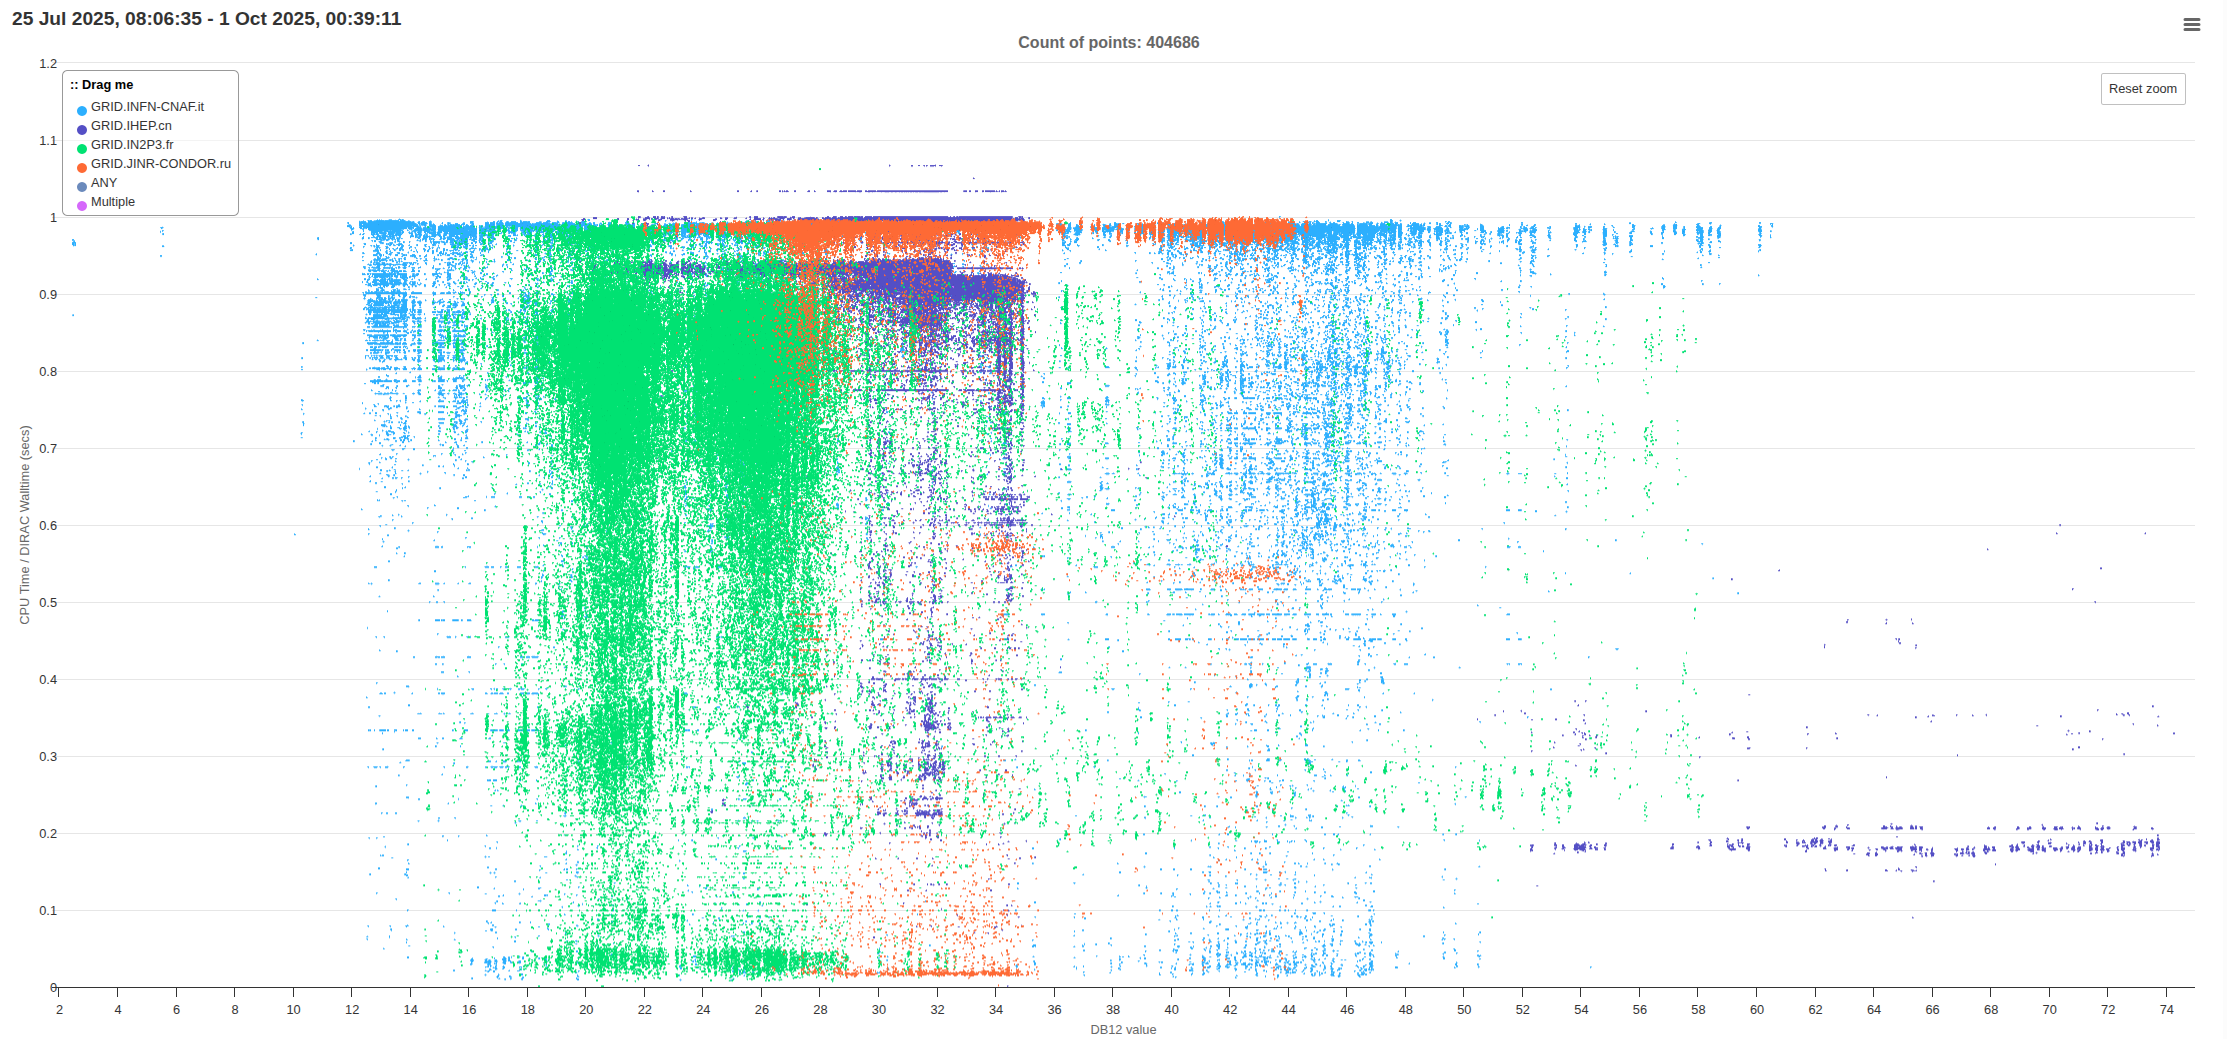 25 Jul 2025, 08:06:35 - 1 Oct 2025, 00:39:11
Count of points: 404686
:: Drag me
GRID.INFN-CNAF.it
GRID.IHEP.cn
GRID.IN2P3.fr
GRID.JINR-CONDOR.ru
ANY
Multiple
Reset zoom
1.2
1.1
1
0.9
0.8
0.7
0.6
0.5
0.4
0.3
0.2
0.1
0
CPU Time / DIRAC Walltime (secs)
2 4 6 8 10 12 14 16 18 20 22 24 26 28 30 32 34 36 38 40 42 44 46 48 50 52 54 56 58 60 62 64 66 68 70 72 74
DB12 value